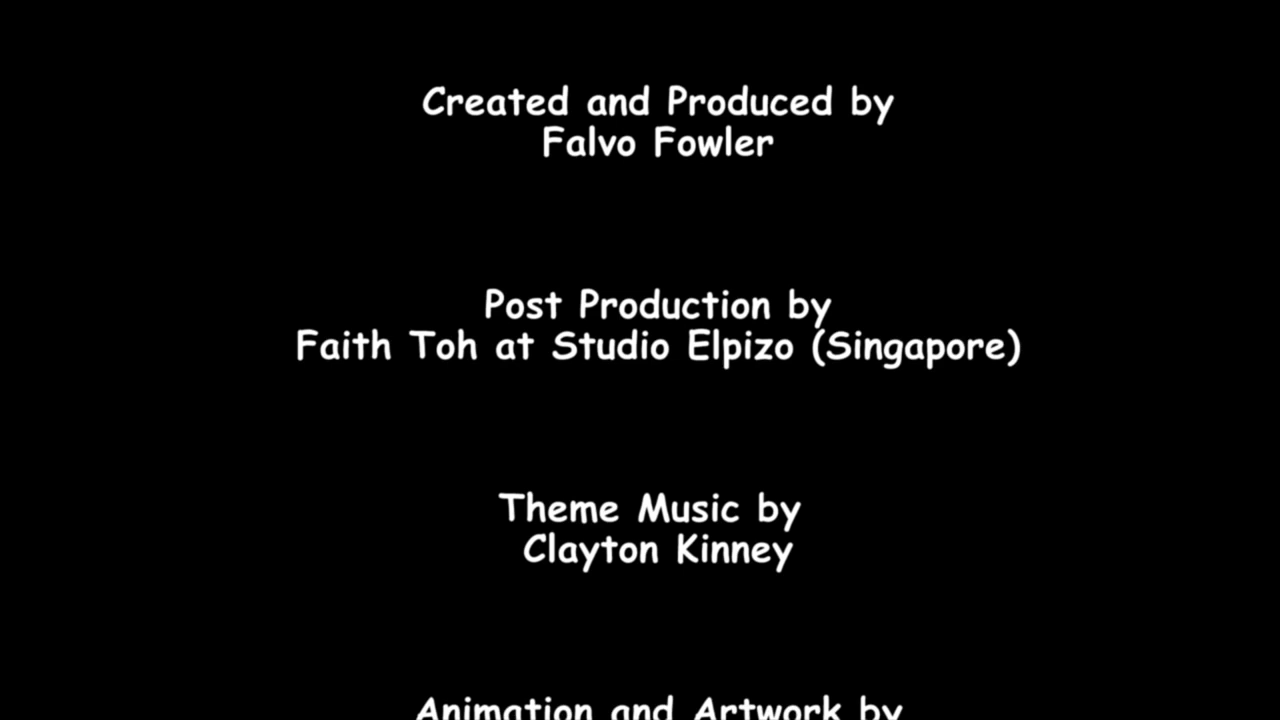 Created and Produced by
Falvo Fowler
Post Production by
Faith Toh at Studio Elpizo (Singapore)
Theme Music by
Clayton Kinney
Animation and Artwork by